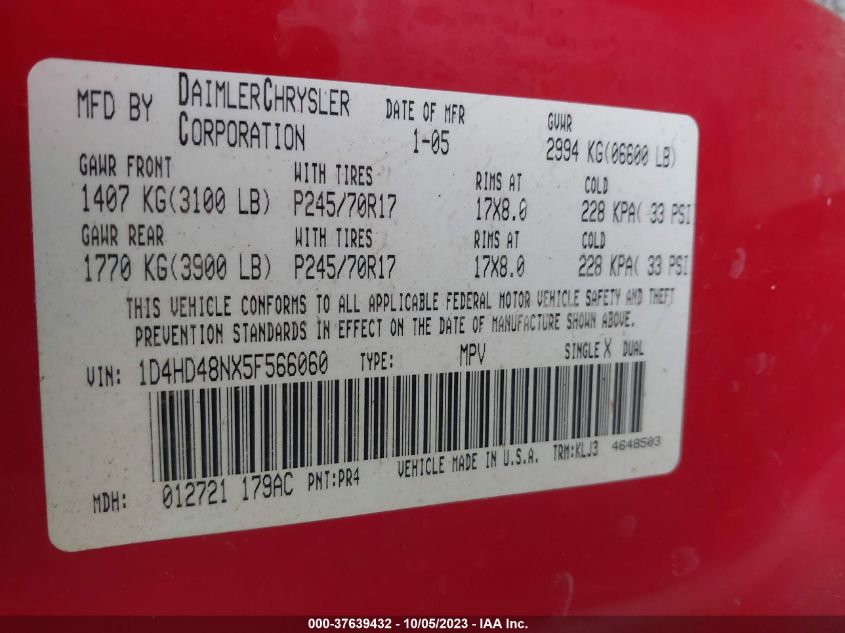 MFD BY DAIMLERCHRYSLER CORPORATION DATE OF MFR 1-05 GVWR 2994 KG(06600 LB)
GAWR FRONT WITH TIRES RIMS AT COLD
1407 KG(3100 LB) P245/70R17 17X8.0 228 KPA( 33 PSI
GAWR REAR WITH TIRES RIMS AT COLD
1770 KG(3900 LB) P245/70R17 17X8.0 228 KPA( 33 PSI
THIS VEHICLE CONFORMS TO ALL APPLICABLE FEDERAL MOTOR VEHICLE SAFETY AND THEFT
PREVENTION STANDARDS IN EFFECT ON THE DATE OF MANUFACTURE SHOWN ABOVE.
VIN: 1D4HD48NX5F566060 TYPE: MPV SINGLE X DUAL
MDH: 012721 179AC PNT:PR4 VEHICLE MADE IN U.S.A. TRM:KLJ3 4648503
000-37639432 - 10/05/2023 - IAA Inc.